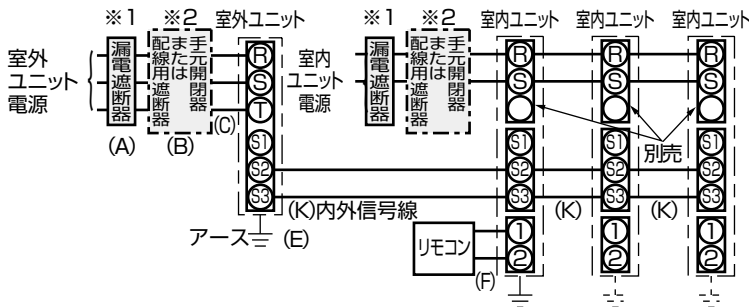 ※1
※2
室外ユニット
※1
※2
室内ユニット
室内ユニット
室内ユニット
室外
ユニット
電源
漏電遮断器
手元開閉器
または
配線用遮断器
R
S
T
(A)
(B)
(C)
S1
S2
S3
室内
ユニット
電源
漏電遮断器
手元開閉器
または
配線用遮断器
R
S
R
S
R
S
別売
S1
S2
S3
S1
S2
S3
S1
S2
S3
(K)内外信号線
(K)
(K)
アース
(E)
リモコン
(F)
1
2
1
2
1
2